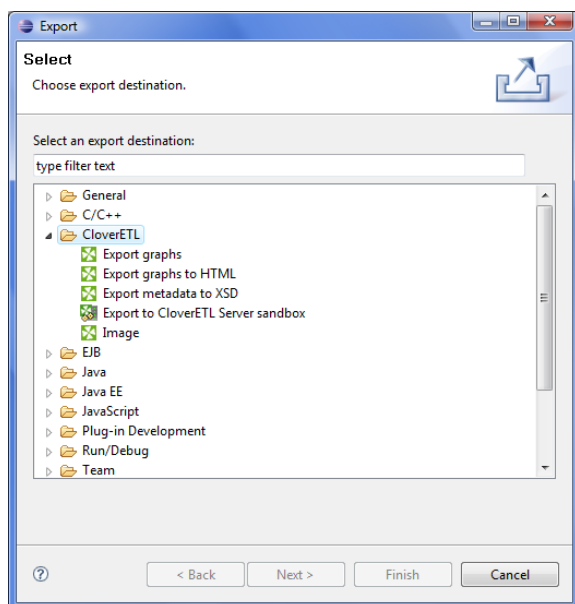 Export
Select
Choose export destination.
Select an export destination:
type filter text
General
C/C++
CloverETL
Export graphs
Export graphs to HTML
Export metadata to XSD
Export to CloverETL Server sandbox
Image
EJB
Java
Java EE
JavaScript
Plug-in Development
Run/Debug
Team
? < Back Next > Finish Cancel